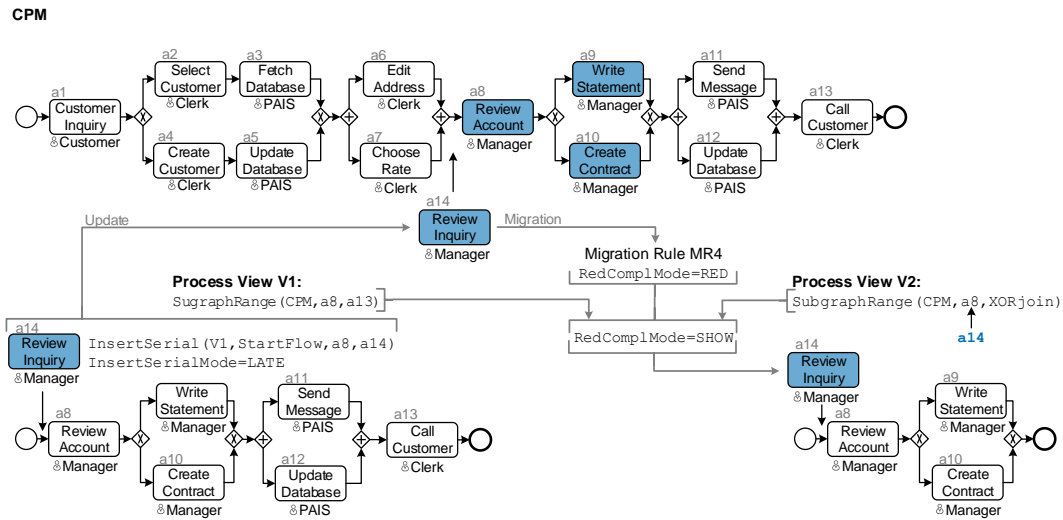 CPM
a1
Customer
Inquiry
Customer
a2
Select
Customer
Clerk
a3
Fetch
Database
PAIS
a4
Create
Customer
Clerk
a5
Update
Database
PAIS
a6
Edit
Address
Clerk
a7
Choose
Rate
Clerk
a8
Review
Account
Manager
a9
Write
Statement
Manager
a10
Create
Contract
Manager
a11
Send
Message
PAIS
a12
Update
Database
PAIS
a13
Call
Customer
Clerk
Update
a14
Review
Inquiry
Manager
Migration
Migration Rule MR4
RedComplMode=RED
Process View V1:
SugraphRange(CPM,a8,a13)
Process View V2:
SubgraphRange(CPM,a8,XORjoin)
a14
RedComplMode=SHOW
a14
Review
Inquiry
Manager
InsertSerial(V1,StartFlow,a8,a14)
InsertSerialMode=LATE
a8
Review
Account
Manager
Write
Statement
Manager
a10
Create
Contract
Manager
a11
Send
Message
PAIS
a12
Update
Database
PAIS
a13
Call
Customer
Clerk
a14
Review
Inquiry
Manager
a8
Review
Account
Manager
a9
Write
Statement
Manager
a10
Create
Contract
Manager